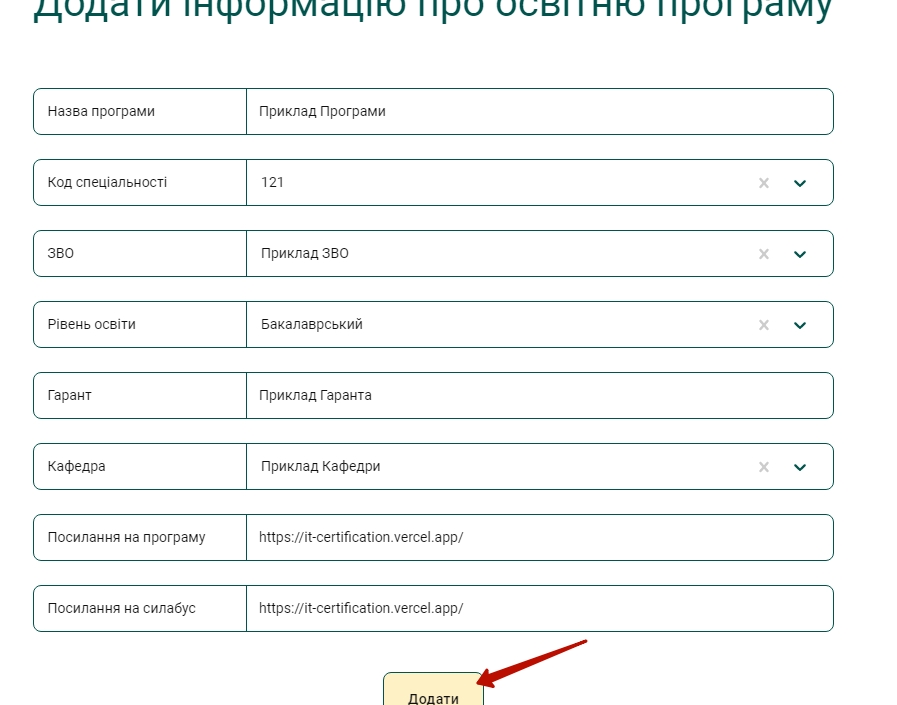 Додати інформацію про освітню програму
Назва програми Приклад Програми
Код спеціальності 121
ЗВО Приклад ЗВО
Рівень освіти Бакалаврський
Гарант Приклад Гаранта
Кафедра Приклад Кафедри
Посилання на програму https://it-certification.vercel.app/
Посилання на силабус https://it-certification.vercel.app/
Додати